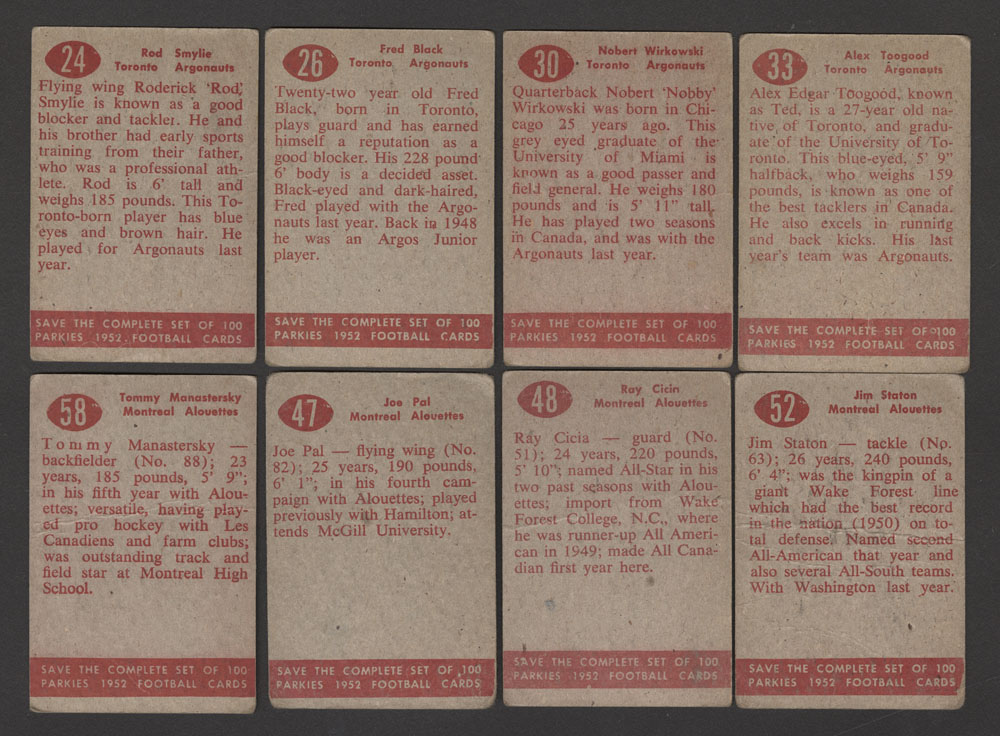 24
Rod Smylie
Toronto Argonauts
Flying wing Roderick 'Rod'
Smylie is known as a good
blocker and tackler. He and
his brother had early sports
training from their father,
who was a professional ath-
lete. Rod is 6' tall and
weighs 185 pounds. This To-
ronto-born player has blue
eyes and brown hair. He
played for Argonauts last
year.
SAVE THE COMPLETE SET OF 100
PARKIES 1952 FOOTBALL CARDS
26
Fred Black
Toronto Argonauts
Twenty-two year old Fred
Black, born in Toronto,
plays guard and has earned
himself a reputation as a
good blocker. His 228 pound
6' body is a decided asset.
Black-eyed and dark-haired,
Fred played with the Argo-
nauts last year. Back in 1948
he was an Argos Junior
player.
SAVE THE COMPLETE SET OF 100
PARKIES 1952 FOOTBALL CARDS
30
Nobert Wirkowski
Toronto Argonauts
Quarterback Nobert 'Nobby'
Wirkowski was born in Chi-
cago 25 years ago. This
grey eyed graduate of the
University of Miami is
known as a good passer and
field general. He weighs 180
pounds and is 5' 11" tall.
He has played two seasons
in Canada, and was with the
Argonauts last year.
SAVE THE COMPLETE SET OF 100
PARKIES 1952 FOOTBALL CARDS
33
Alex Toogood
Toronto Argonauts
Alex Edgar Toogood, known
as Ted, is a 27-year old na-
tive of Toronto, and gradu-
ate of the University of To-
ronto. This blue-eyed, 5' 9"
halfback, who weighs 159
pounds, is known as one of
the best tacklers in Canada.
He also excels in running
and back kicks. His last
year's team was Argonauts.
SAVE THE COMPLETE SET OF 100
PARKIES 1952 FOOTBALL CARDS
58
Tommy Manastersky
Montreal Alouettes
Tommy Manastersky —
backfielder (No. 88); 23
years, 185 pounds, 5' 9";
in his fifth year with Alou-
ettes; versatile, having play-
ed pro hockey with Les
Canadiens and farm clubs;
was outstanding track and
field star at Montreal High
School.
SAVE THE COMPLETE SET OF 100
PARKIES 1952 FOOTBALL CARDS
47
Joe Pal
Montreal Alouettes
Joe Pal — flying wing (No.
82); 25 years, 190 pounds,
6' 1"; in his fourth cam-
paign with Alouettes; played
previously with Hamilton; at-
tends McGill University.
SAVE THE COMPLETE SET OF 100
PARKIES 1952 FOOTBALL CARDS
48
Ray Cicin
Montreal Alouettes
Ray Cicia — guard (No.
51); 24 years, 220 pounds,
5' 10"; named All-Star in his
two past seasons with Alou-
ettes; import from Wake
Forest College, N.C., where
he was runner-up All Ameri-
can in 1949; made All Cana-
dian first year here.
SAVE THE COMPLETE SET OF 100
PARKIES 1952 FOOTBALL CARDS
52
Jim Staton
Montreal Alouettes
Jim Staton — tackle (No.
63); 26 years, 240 pounds,
6' 4"; was the kingpin of a
giant Wake Forest line
which had the best record
in the nation (1950) on to-
tal defense. Named second
All-American that year and
also several All-South teams.
With Washington last year.
SAVE THE COMPLETE SET OF 100
PARKIES 1952 FOOTBALL CARDS